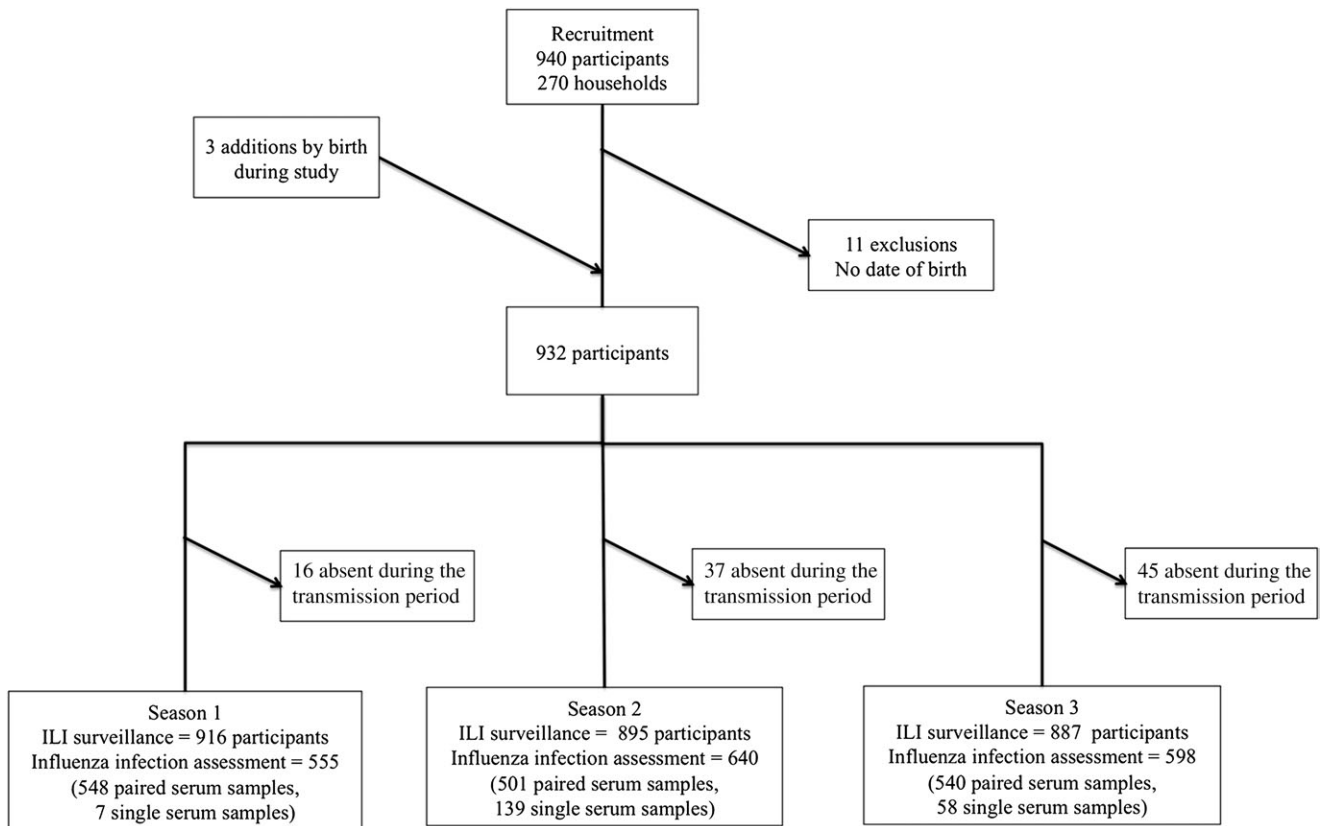 Recruitment
940 participants
270 households
3 additions by birth
during study
11 exclusions
No date of birth
932 participants
16 absent during the
transmission period
37 absent during the
transmission period
45 absent during the
transmission period
Season 1
ILI surveillance = 916 participants
Influenza infection assessment = 555
(548 paired serum samples,
7 single serum samples)
Season 2
ILI surveillance = 895 participants
Influenza infection assessment = 640
(501 paired serum samples,
139 single serum samples)
Season 3
ILI surveillance = 887 participants
Influenza infection assessment = 598
(540 paired serum samples,
58 single serum samples)